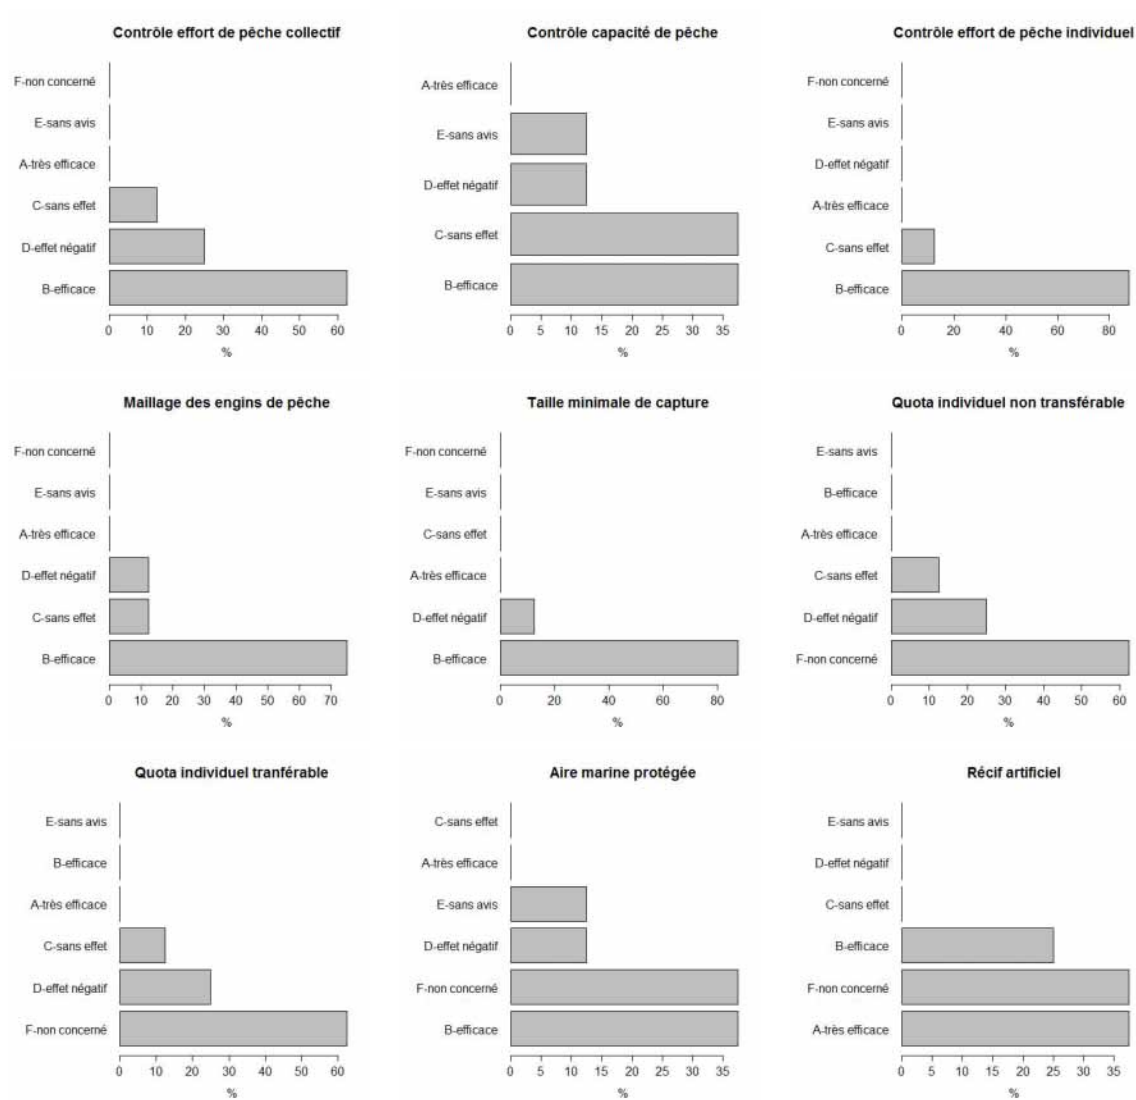 Contrôle effort de pêche collectif
F-non concerné
E-sans avis
A-très efficace
C-sans effet
D-effet négatif
B-efficace
0 10 20 30 40 50 60
%
Contrôle capacité de pêche
A-très efficace
E-sans avis
D-effet négatif
C-sans effet
B-efficace
0 5 10 15 20 25 30 35
%
Contrôle effort de pêche individuel
F-non concerné
E-sans avis
D-effet négatif
A-très efficace
C-sans effet
B-efficace
0 20 40 60 80
%
Maillage des engins de pêche
F-non concerné
E-sans avis
A-très efficace
D-effet négatif
C-sans effet
B-efficace
0 10 20 30 40 50 60 70
%
Taille minimale de capture
F-non concerné
E-sans avis
C-sans effet
A-très efficace
D-effet négatif
B-efficace
0 20 40 60 80
%
Quota individuel non transférable
E-sans avis
B-efficace
A-très efficace
C-sans effet
D-effet négatif
F-non concerné
0 10 20 30 40 50 60
%
Quota individuel tranférable
E-sans avis
B-efficace
A-très efficace
C-sans effet
D-effet négatif
F-non concerné
0 10 20 30 40 50 60
%
Aire marine protégée
C-sans effet
A-très efficace
E-sans avis
D-effet négatif
F-non concerné
B-efficace
0 5 10 15 20 25 30 35
%
Récif artificiel
E-sans avis
D-effet négatif
C-sans effet
B-efficace
F-non concerné
A-très efficace
0 5 10 15 20 25 30 35
%